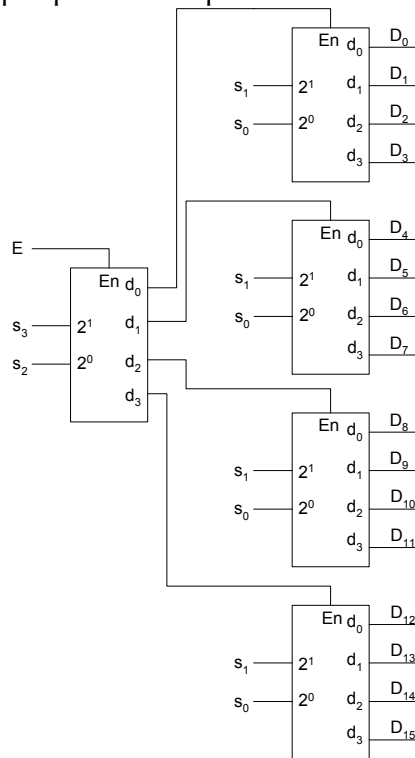 En d₀ D₀
s₁ 2¹ d₁ D₁
s₀ 2⁰ d₂ D₂
d₃ D₃
En d₀ D₄
s₁ 2¹ d₁ D₅
s₀ 2⁰ d₂ D₆
d₃ D₇
E
En d₀
s₃ 2¹ d₁
s₂ 2⁰ d₂
d₃
En d₀ D₈
s₁ 2¹ d₁ D₉
s₀ 2⁰ d₂ D₁₀
d₃ D₁₁
En d₀ D₁₂
s₁ 2¹ d₁ D₁₃
s₀ 2⁰ d₂ D₁₄
d₃ D₁₅